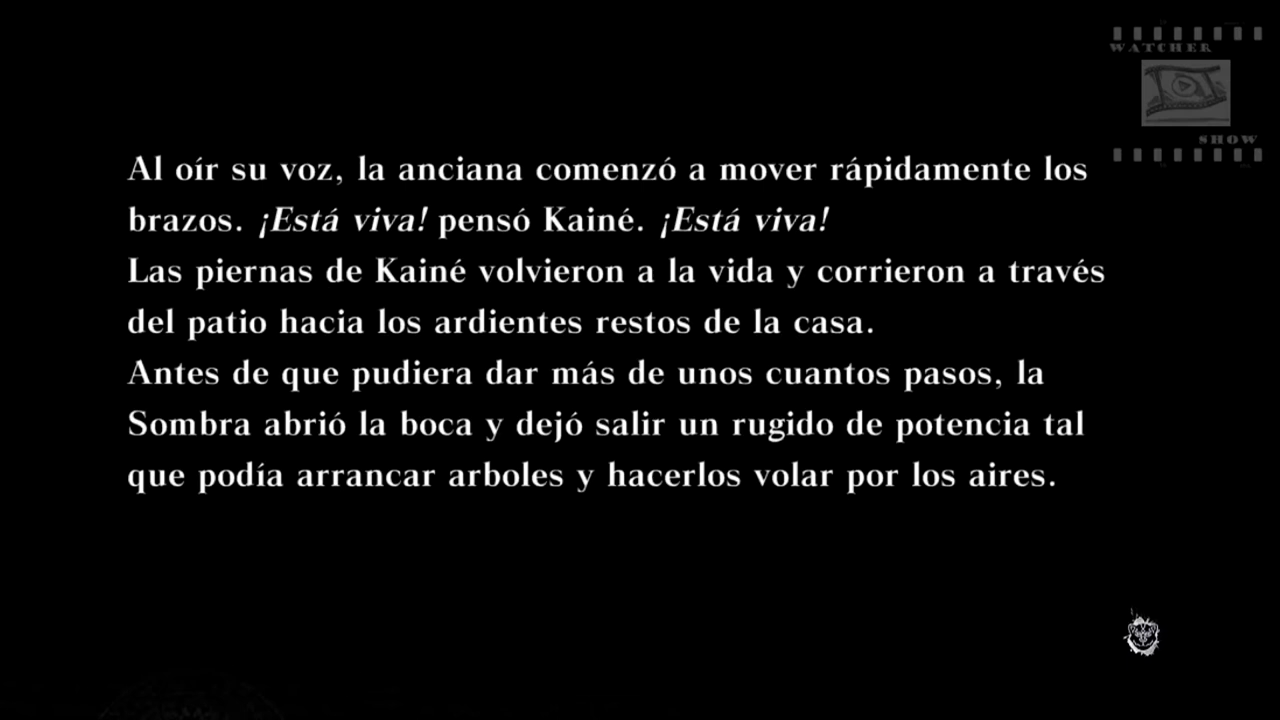 WATCHER
SHOW
Al oír su voz, la anciana comenzó a mover rápidamente los
brazos. ¡Está viva! pensó Kainé. ¡Está viva!
Las piernas de Kainé volvieron a la vida y corrieron a través
del patio hacia los ardientes restos de la casa.
Antes de que pudiera dar más de unos cuantos pasos, la
Sombra abrió la boca y dejó salir un rugido de potencia tal
que podía arrancar arboles y hacerlos volar por los aires.